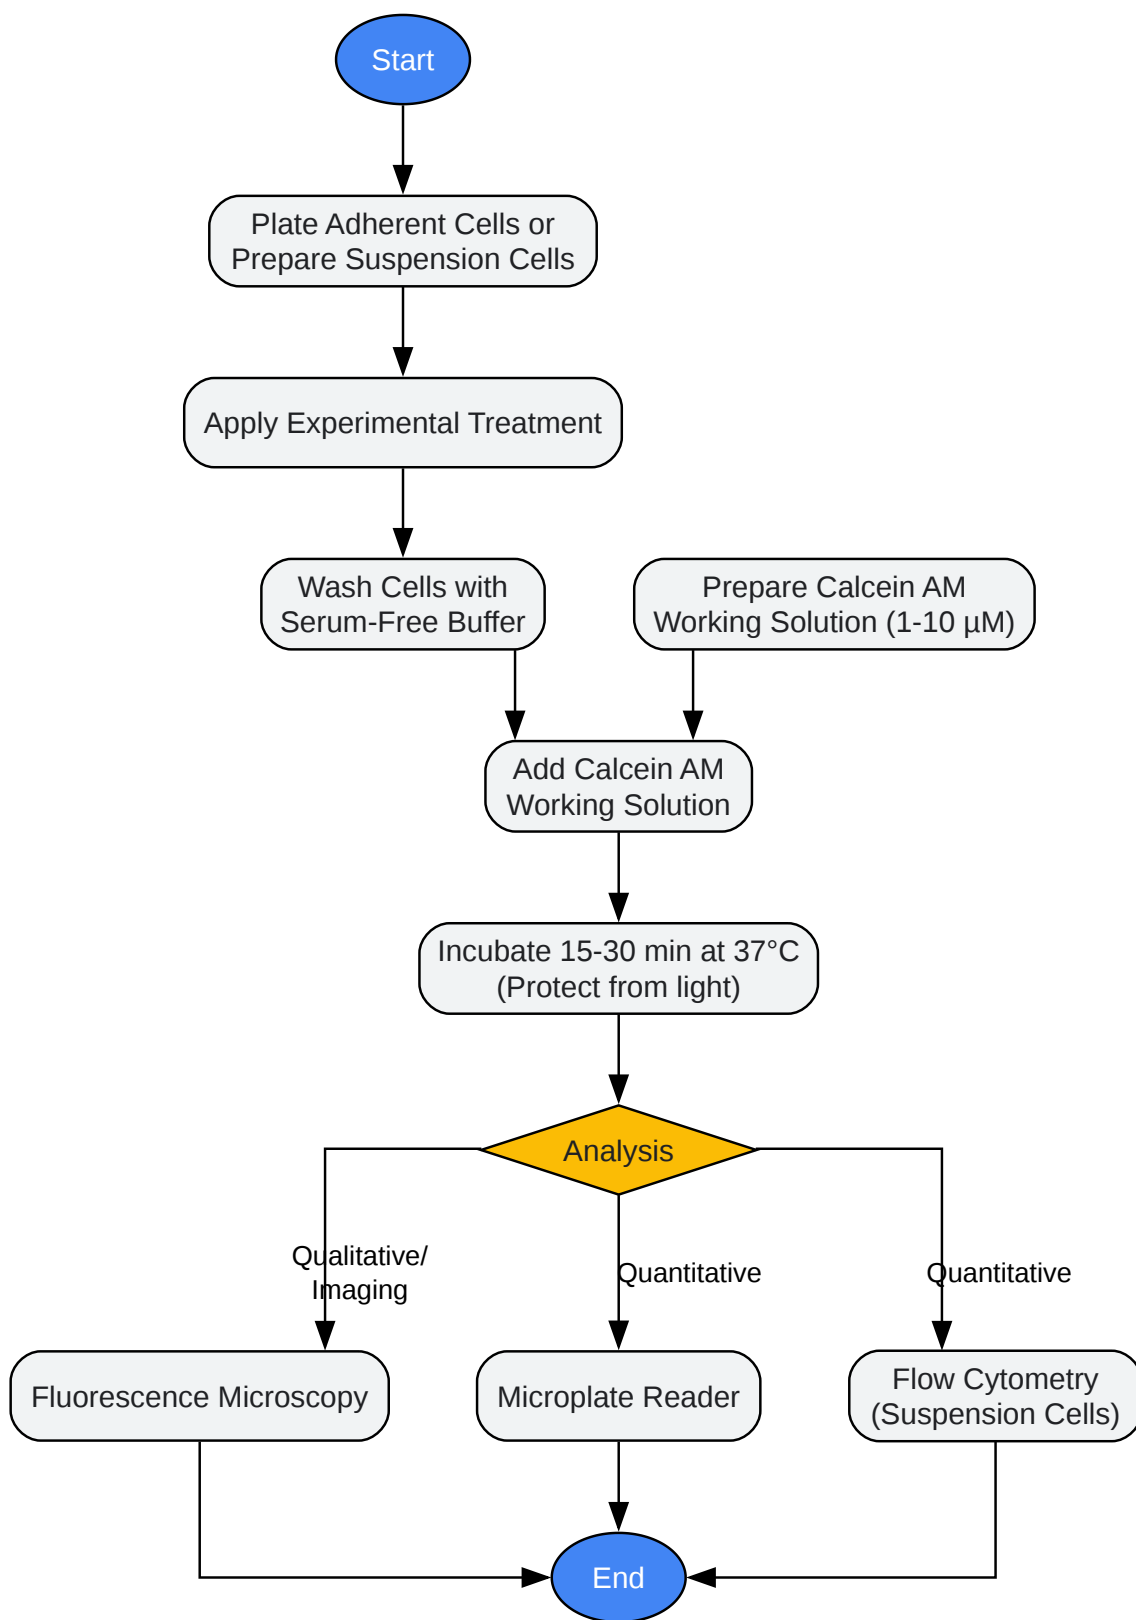 Start
Plate Adherent Cells or
Prepare Suspension Cells
Apply Experimental Treatment
Wash Cells with
Serum-Free Buffer
Prepare Calcein AM
Working Solution (1-10 µM)
Add Calcein AM
Working Solution
Incubate 15-30 min at 37°C
(Protect from light)
Analysis
Qualitative/
Imaging
Quantitative
Quantitative
Fluorescence Microscopy
Microplate Reader
Flow Cytometry
(Suspension Cells)
End